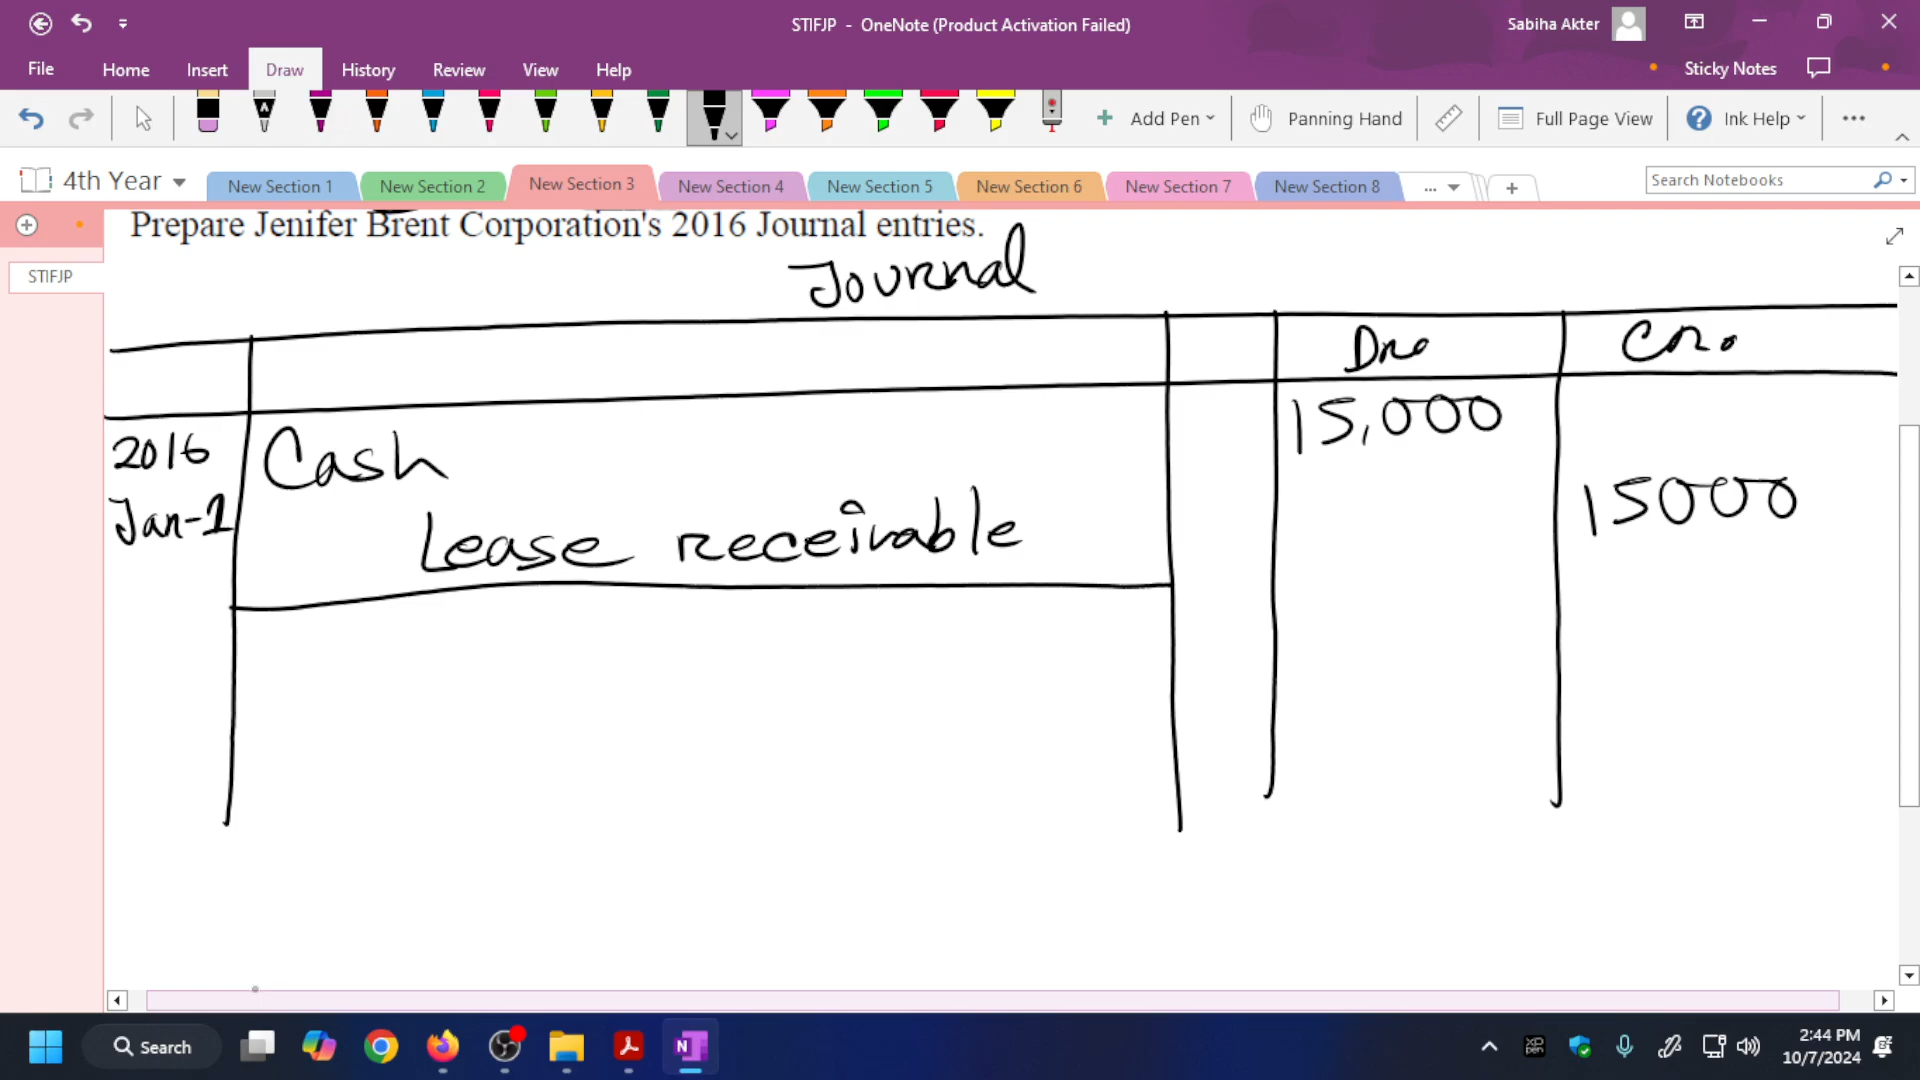 STIFJP - OneNote (Product Activation Failed)
Sabiha Akter
File Home Insert Draw History Review View Help
Sticky Notes
Add Pen Panning Hand Full Page View Ink Help
4th Year New Section 1 New Section 2 New Section 3 New Section 4 New Section 5 New Section 6 New Section 7 New Section 8 ... Search Notebooks
STIFJP
Prepare Jenifer Brent Corporation's 2016 Journal entries.
Journal
Dr. Cr.
2016 Cash 15,000
Jan-1 Lease receivable 15000
Search
2:44 PM
10/7/2024